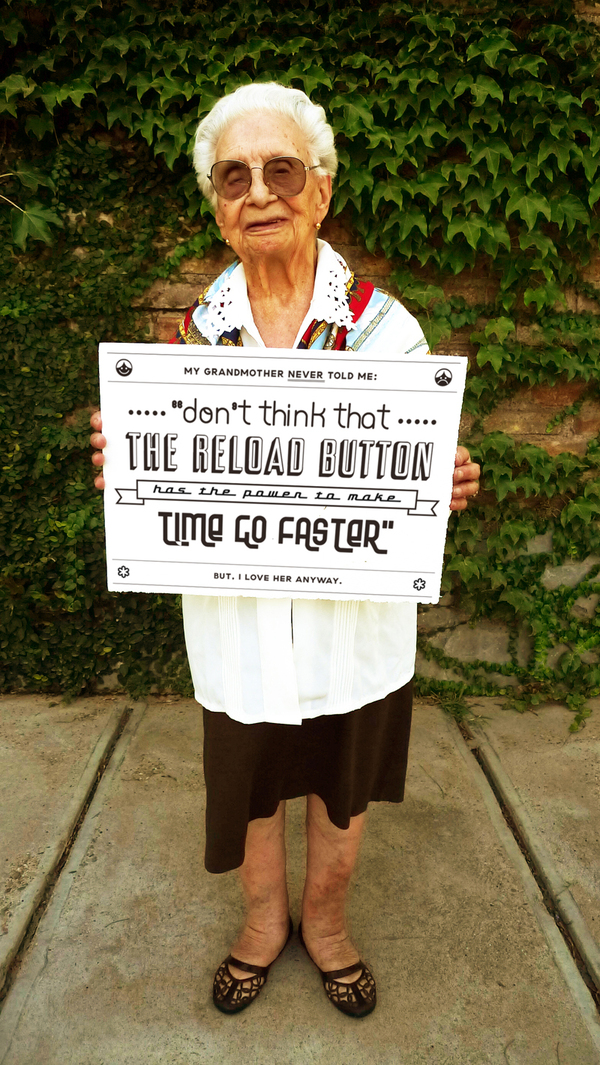 MY GRANDMOTHER NEVER TOLD ME:
"don't think that
THE RELOAD BUTTON
has the power to make
TIME GO FASTER"
BUT, I LOVE HER ANYWAY.